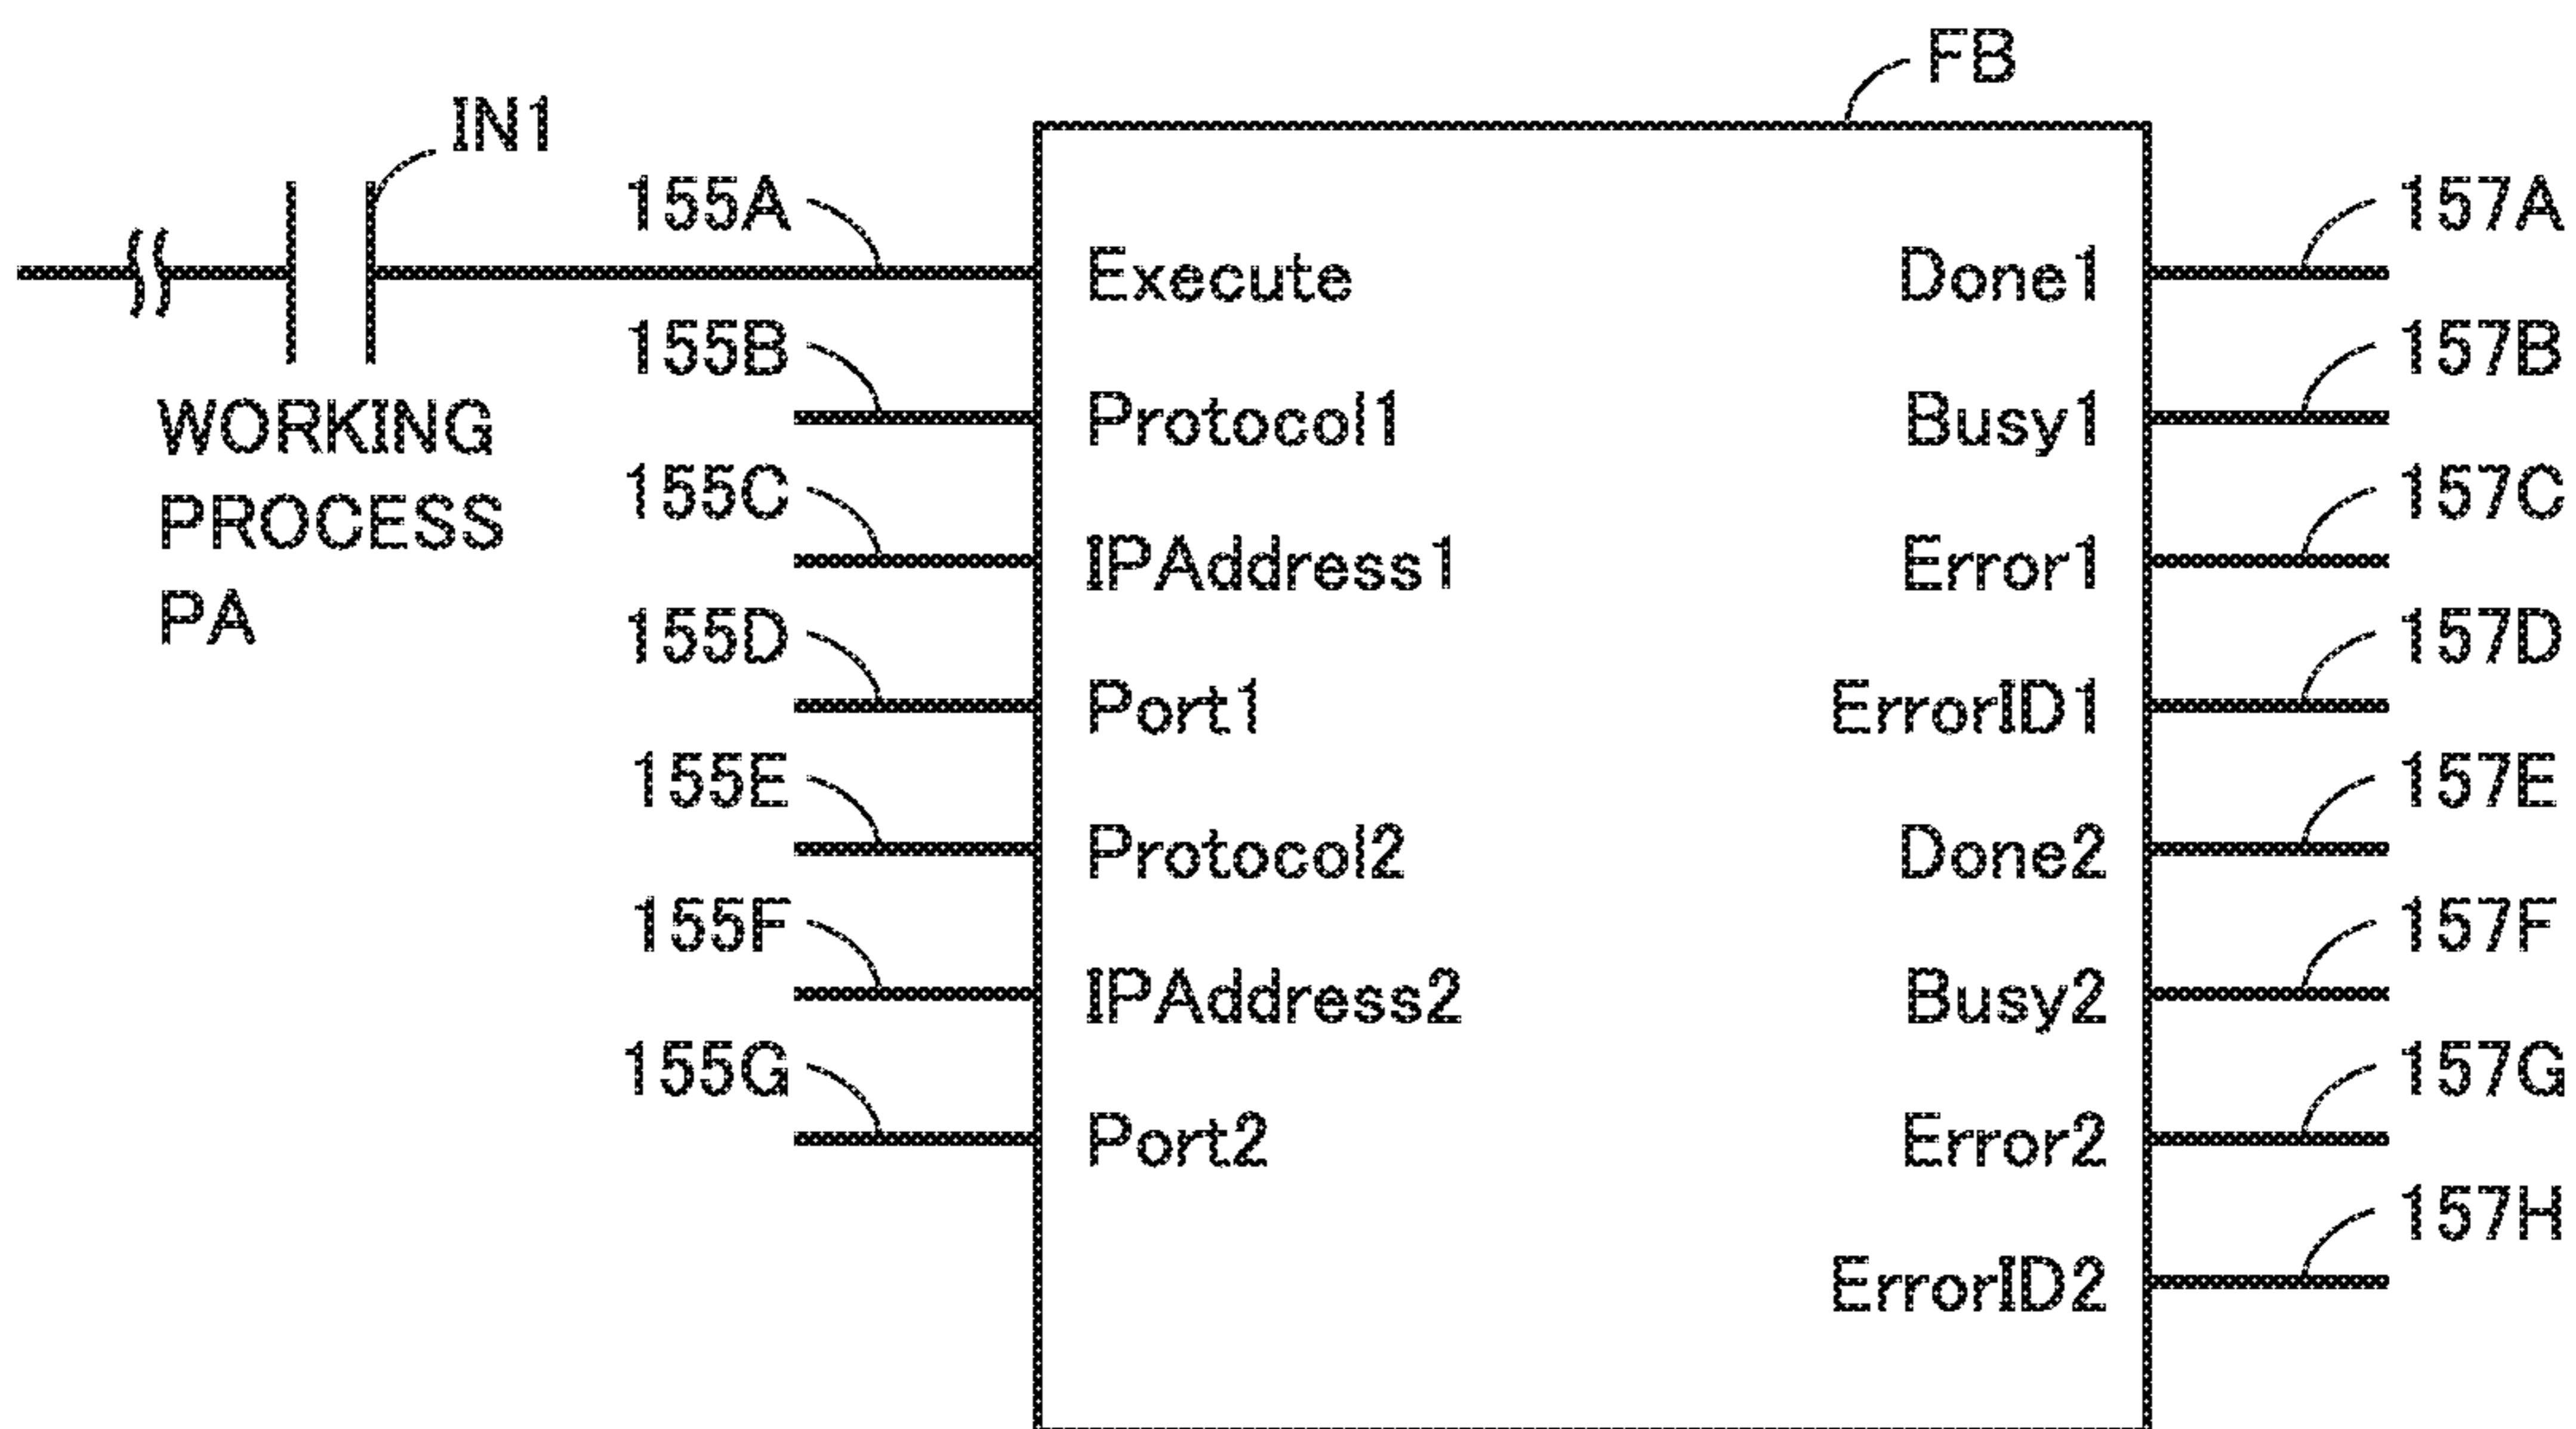 FB
IN1
155A
157A
Execute
Done1
155B
157B
WORKING
PROCESS
PA
Protocol1
Busy1
155C
157C
IPAddress1
Error1
155D
157D
Port1
ErrorID1
155E
157E
Protocol2
Done2
155F
157F
IPAddress2
Busy2
155G
157G
Port2
Error2
157H
ErrorID2